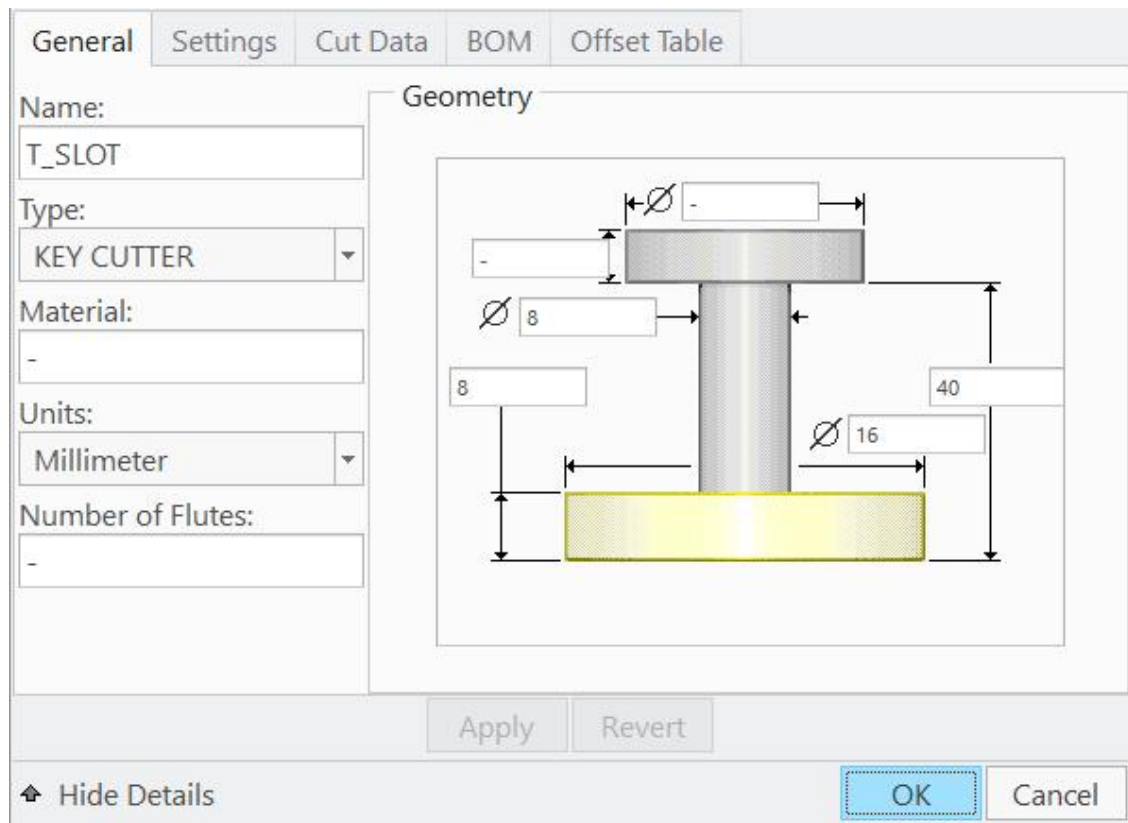 General Settings Cut Data BOM Offset Table
Name:
T_SLOT
Type:
KEY CUTTER
Material:
-
Units:
Millimeter
Number of Flutes:
-
Geometry
Ø -
-
Ø 8
8
40
Ø 16
Apply Revert
Hide Details
OK Cancel